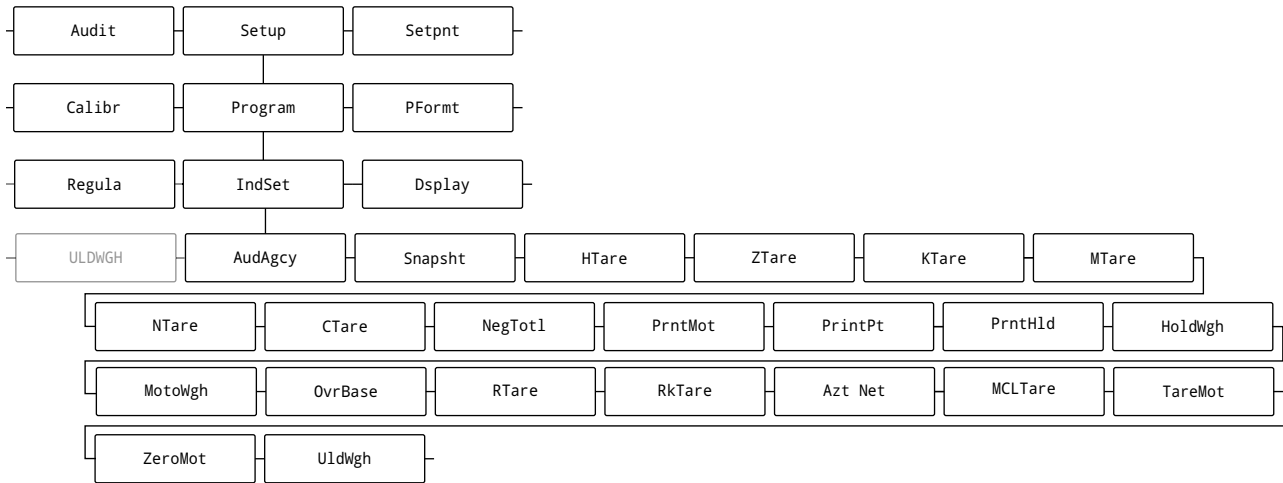 Audit Setup Setpnt
Calibr Program PFormt
Regula IndSet Dsplay
ULDWGH AudAgcy Snapsht HTare ZTare KTare MTare
NTare CTare NegTotl PrntMot PrintPt PrntHld HoldWgh
MotoWgh OvrBase RTare RkTare Azt Net MCLTare TareMot
ZeroMot UldWgh